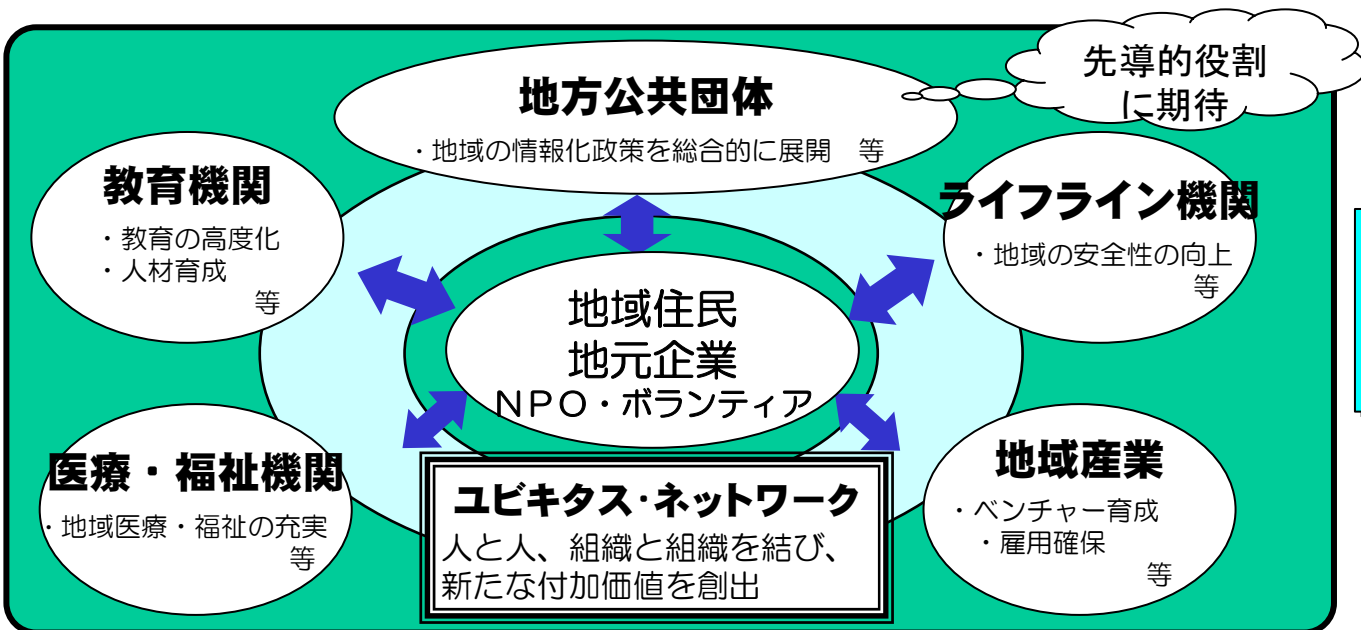 先導的役割
に期待
地方公共団体
・地域の情報化政策を総合的に展開　等
教育機関
・教育の高度化
・人材育成
等
ライフライン機関
・地域の安全性の向上
等
地域住民
地元企業
ＮＰＯ・ボランティア
医療・福祉機関
・地域医療・福祉の充実
等
ユビキタス・ネットワーク
人と人、組織と組織を結び、
新たな付加価値を創出
地域産業
・ベンチャー育成
・雇用確保
等